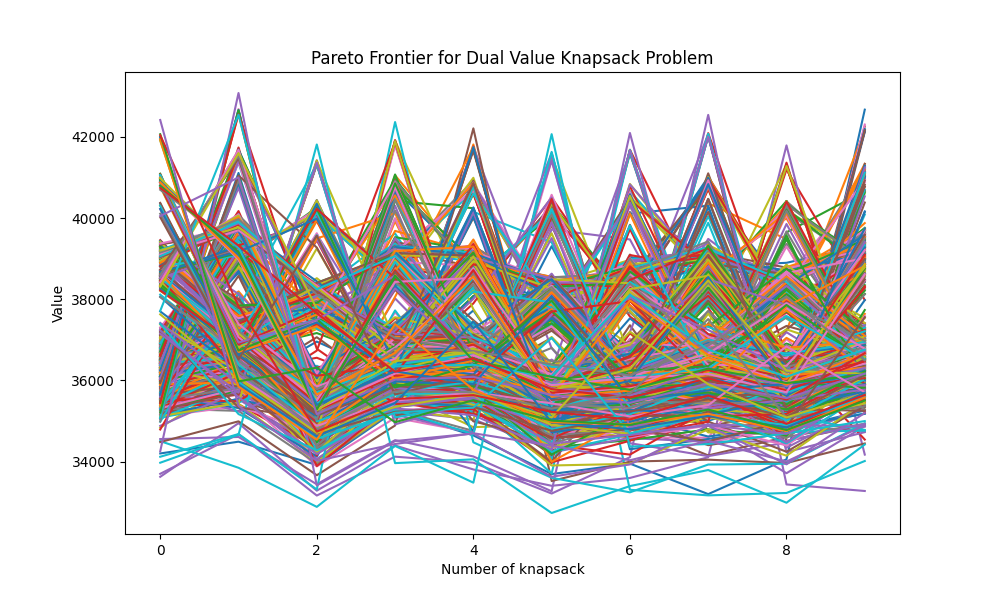 Pareto Frontier for Dual Value Knapsack Problem
42000
40000
38000
36000
34000
Value
0 2 4 6 8
Number of knapsack